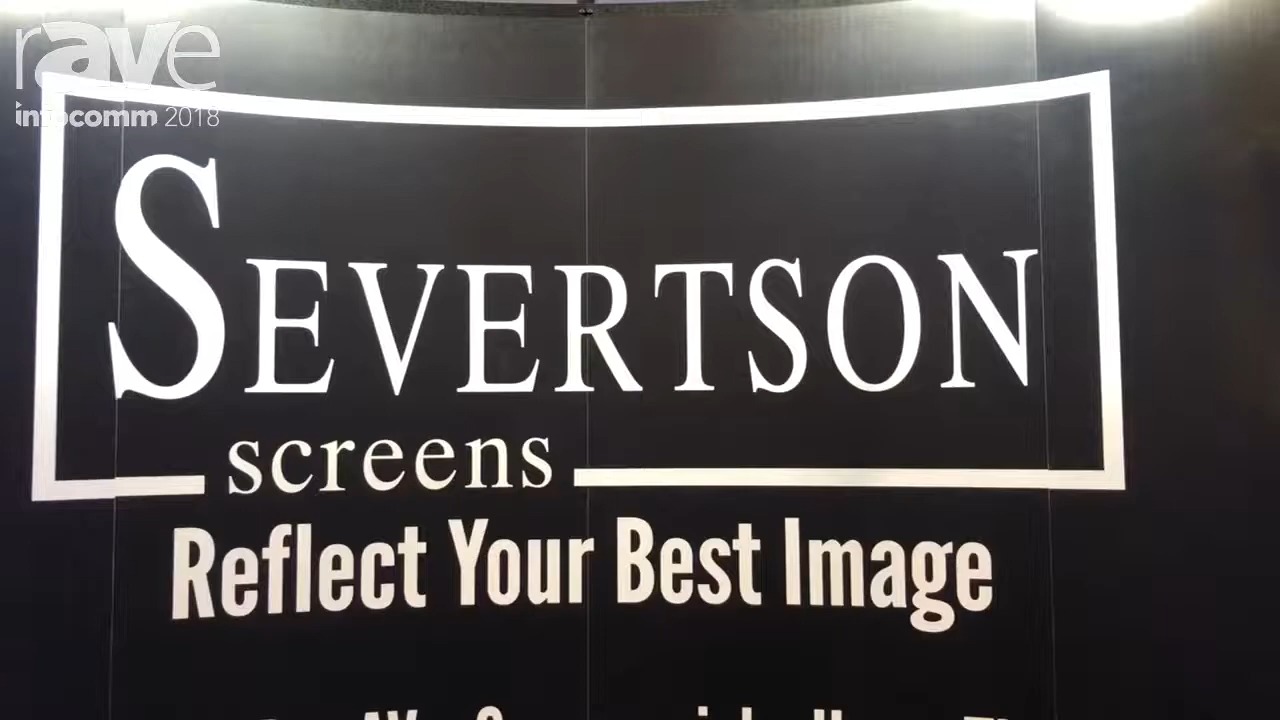 rAVe
infocomm 2018
SEVERTSON
screens
Reflect Your Best Image